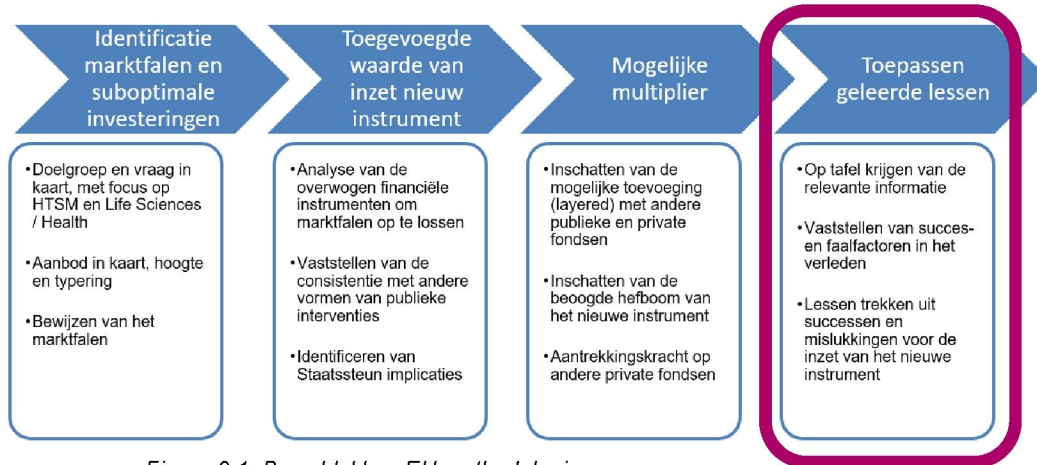 Identificatie
marktfalen en
suboptimale
investeringen
•Doelgroep en vraag in
kaart, met focus op
HTSM en Life Sciences
/ Health
•Aanbod in kaart, hoogte
en typering
•Bewijzen van het
marktfalen
Toegevoegde
waarde van
inzet nieuw
instrument
•Analyse van de
overwogen financiële
instrumenten om
marktfalen op te lossen
•Vaststellen van de
consistentie met andere
vormen van publieke
interventies
•Identificeren van
Staatssteun implicaties
Mogelijke
multiplier
•Inschatten van de
mogelijke toevoeging
(layered) met andere
publieke en private
fondsen
•Inschatten van de
beoogde hefboom van
het nieuwe instrument
•Aantrekkingskracht op
andere private fondsen
Toepassen
geleerde lessen
•Op tafel krijgen van de
relevante informatie
•Vaststellen van succes-
en faalfactoren in het
verleden
•Lessen trekken uit
successen en
mislukkingen voor de
inzet van het nieuwe
instrument